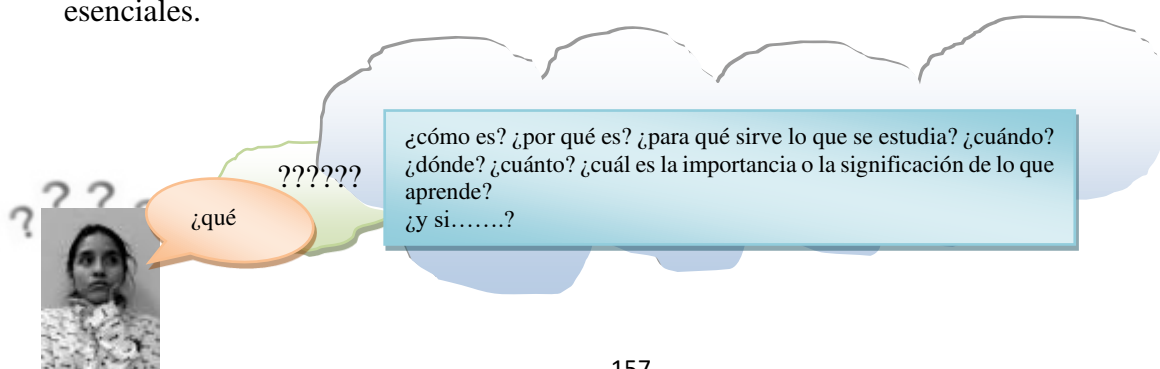 esenciales.
? ? ? ?
¿qué
??????
¿cómo es? ¿por qué es? ¿para qué sirve lo que se estudia? ¿cuándo?
¿dónde? ¿cuánto? ¿cuál es la importancia o la significación de lo que
aprende?
¿y si…….?
157